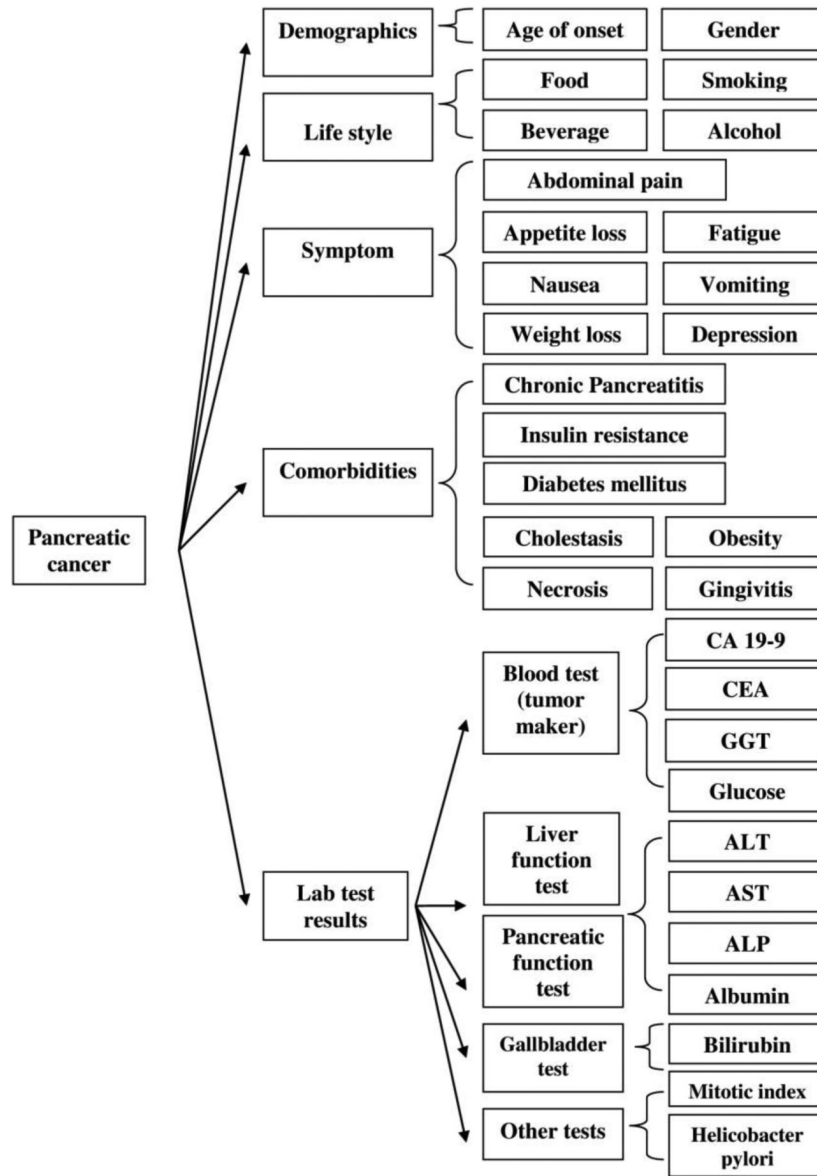 Demographics
Age of onset
Gender
Life style
Food
Smoking
Beverage
Alcohol
Symptom
Abdominal pain
Appetite loss
Fatigue
Nausea
Vomiting
Weight loss
Depression
Pancreatic
cancer
Comorbidities
Chronic Pancreatitis
Insulin resistance
Diabetes mellitus
Cholestasis
Obesity
Necrosis
Gingivitis
Lab test
results
Blood test
(tumor
maker)
CA 19-9
CEA
GGT
Glucose
Liver
function
test
Pancreatic
function
test
ALT
AST
ALP
Albumin
Gallbladder
test
Bilirubin
Other tests
Mitotic index
Helicobacter
pylori